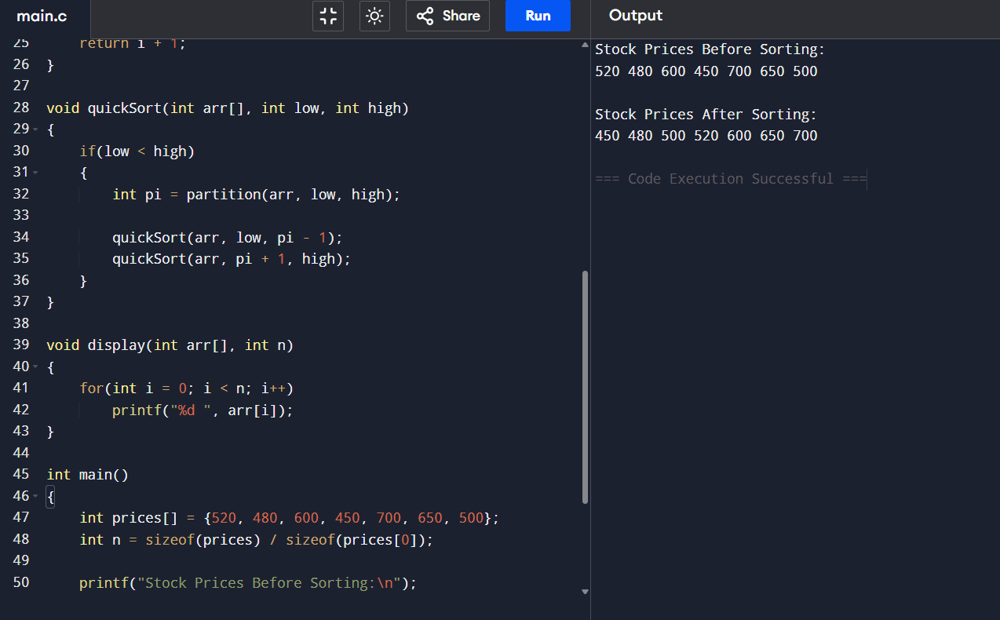 main.c
Share
Run
Output
25     return i + 1;
26 }
27
28 void quickSort(int arr[], int low, int high)
29 {
30     if(low < high)
31     {
32         int pi = partition(arr, low, high);
33
34         quickSort(arr, low, pi - 1);
35         quickSort(arr, pi + 1, high);
36     }
37 }
38
39 void display(int arr[], int n)
40 {
41     for(int i = 0; i < n; i++)
42         printf("%d ", arr[i]);
43 }
44
45 int main()
46 {
47     int prices[] = {520, 480, 600, 450, 700, 650, 500};
48     int n = sizeof(prices) / sizeof(prices[0]);
49
50     printf("Stock Prices Before Sorting:\n");
Stock Prices Before Sorting:
520 480 600 450 700 650 500

Stock Prices After Sorting:
450 480 500 520 600 650 700

=== Code Execution Successful ===